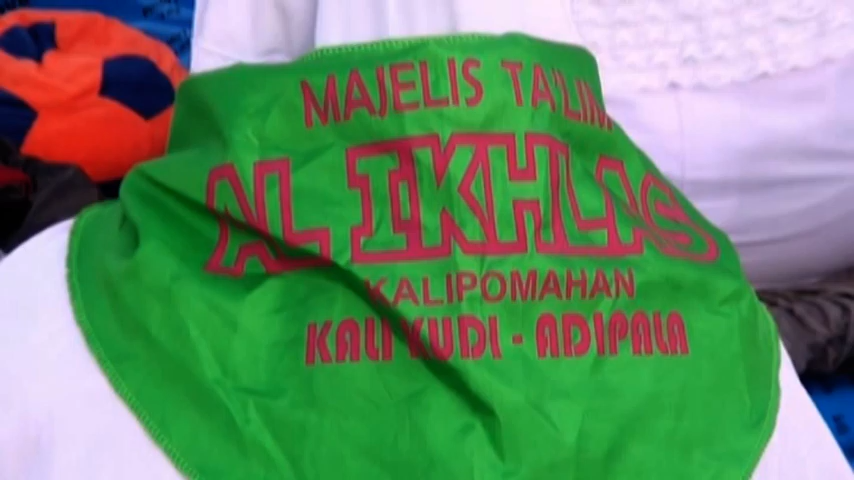 MAJELIS TA'LIM
AL IKHLAS
KALIPOMAHAN
KALI KUDI - ADIPALA